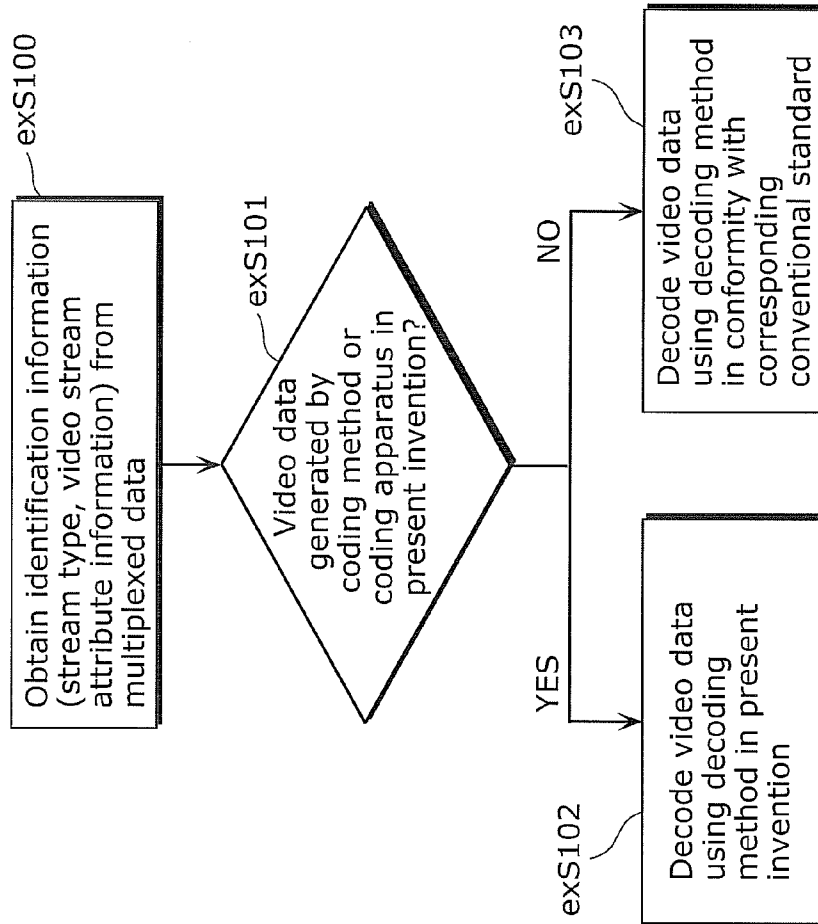 exS100
Obtain identification information
(stream type, video stream
attribute information) from
multiplexed data
exS101
Video data
generated by
coding method or
coding apparatus in
present invention?
YES
NO
exS102
Decode video data
using decoding
method in present
invention
exS103
Decode video data
using decoding method
in conformity with
corresponding
conventional standard